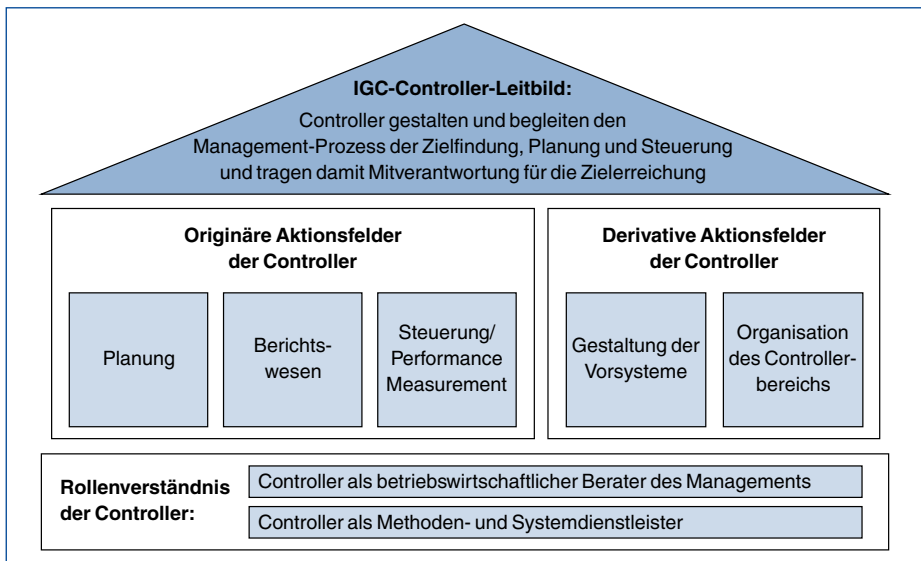 IGC-Controller-Leitbild:
Controller gestalten und begleiten den
Management-Prozess der Zielfindung, Planung und Steuerung
und tragen damit Mitverantwortung für die Zielerreichung
Originäre Aktionsfelder
der Controller
Planung
Berichts-
wesen
Steuerung/
Performance
Measurement
Derivative Aktionsfelder
der Controller
Gestaltung der
Vorsysteme
Organisation
des Controller-
bereichs
Rollenverständnis
der Controller:
Controller als betriebswirtschaftlicher Berater des Managements
Controller als Methoden- und Systemdienstleister